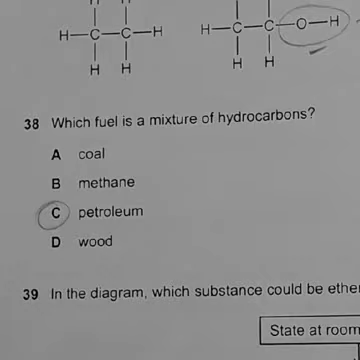 H H
H—C—C—H H—C—C—O—H
H H H H
38 Which fuel is a mixture of hydrocarbons?
A coal
B methane
C petroleum
D wood
39 In the diagram, which substance could be
State at room